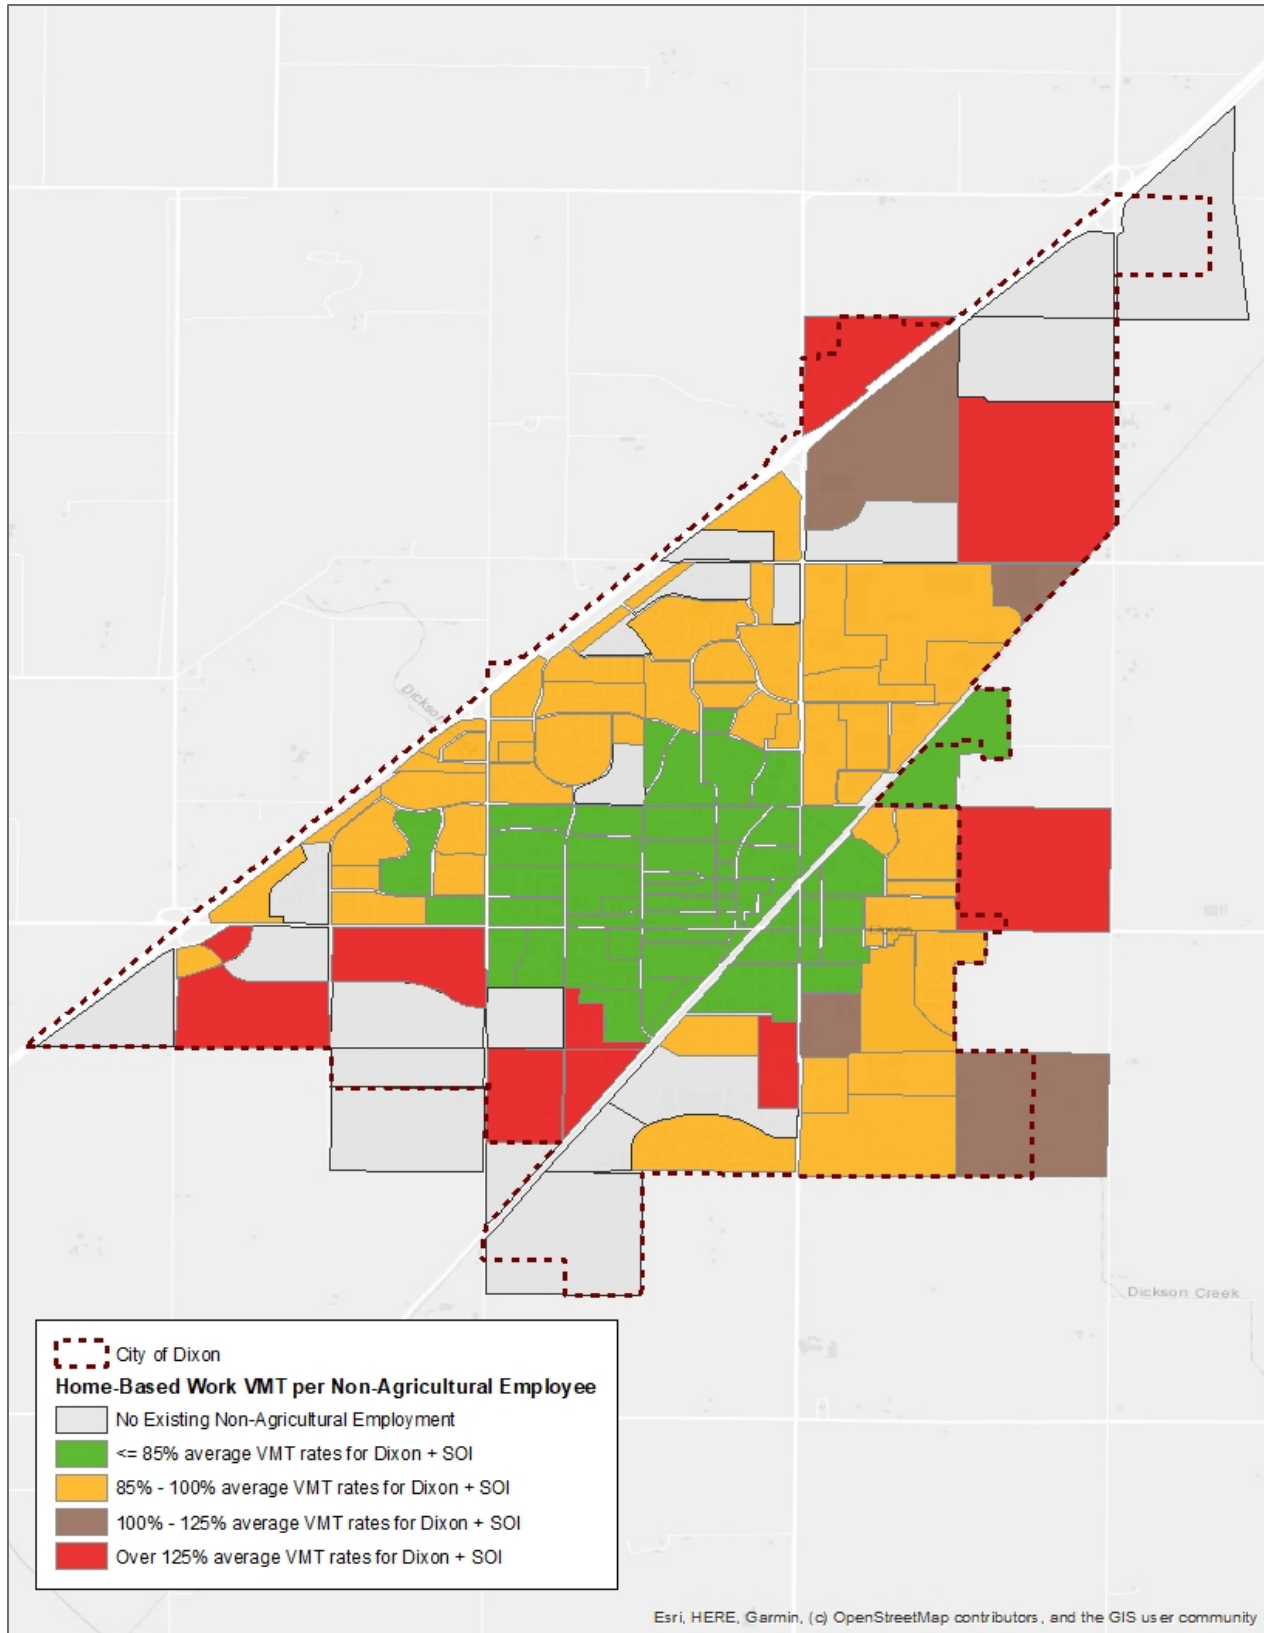 Dickson
Dickson Creek
City of Dixon
Home-Based Work VMT per Non-Agricultural Employee
No Existing Non-Agricultural Employment
<= 85% average VMT rates for Dixon + SOI
85% - 100% average VMT rates for Dixon + SOI
100% - 125% average VMT rates for Dixon + SOI
Over 125% average VMT rates for Dixon + SOI
Esri, HERE, Garmin, (c) OpenStreetMap contributors, and the GIS user community